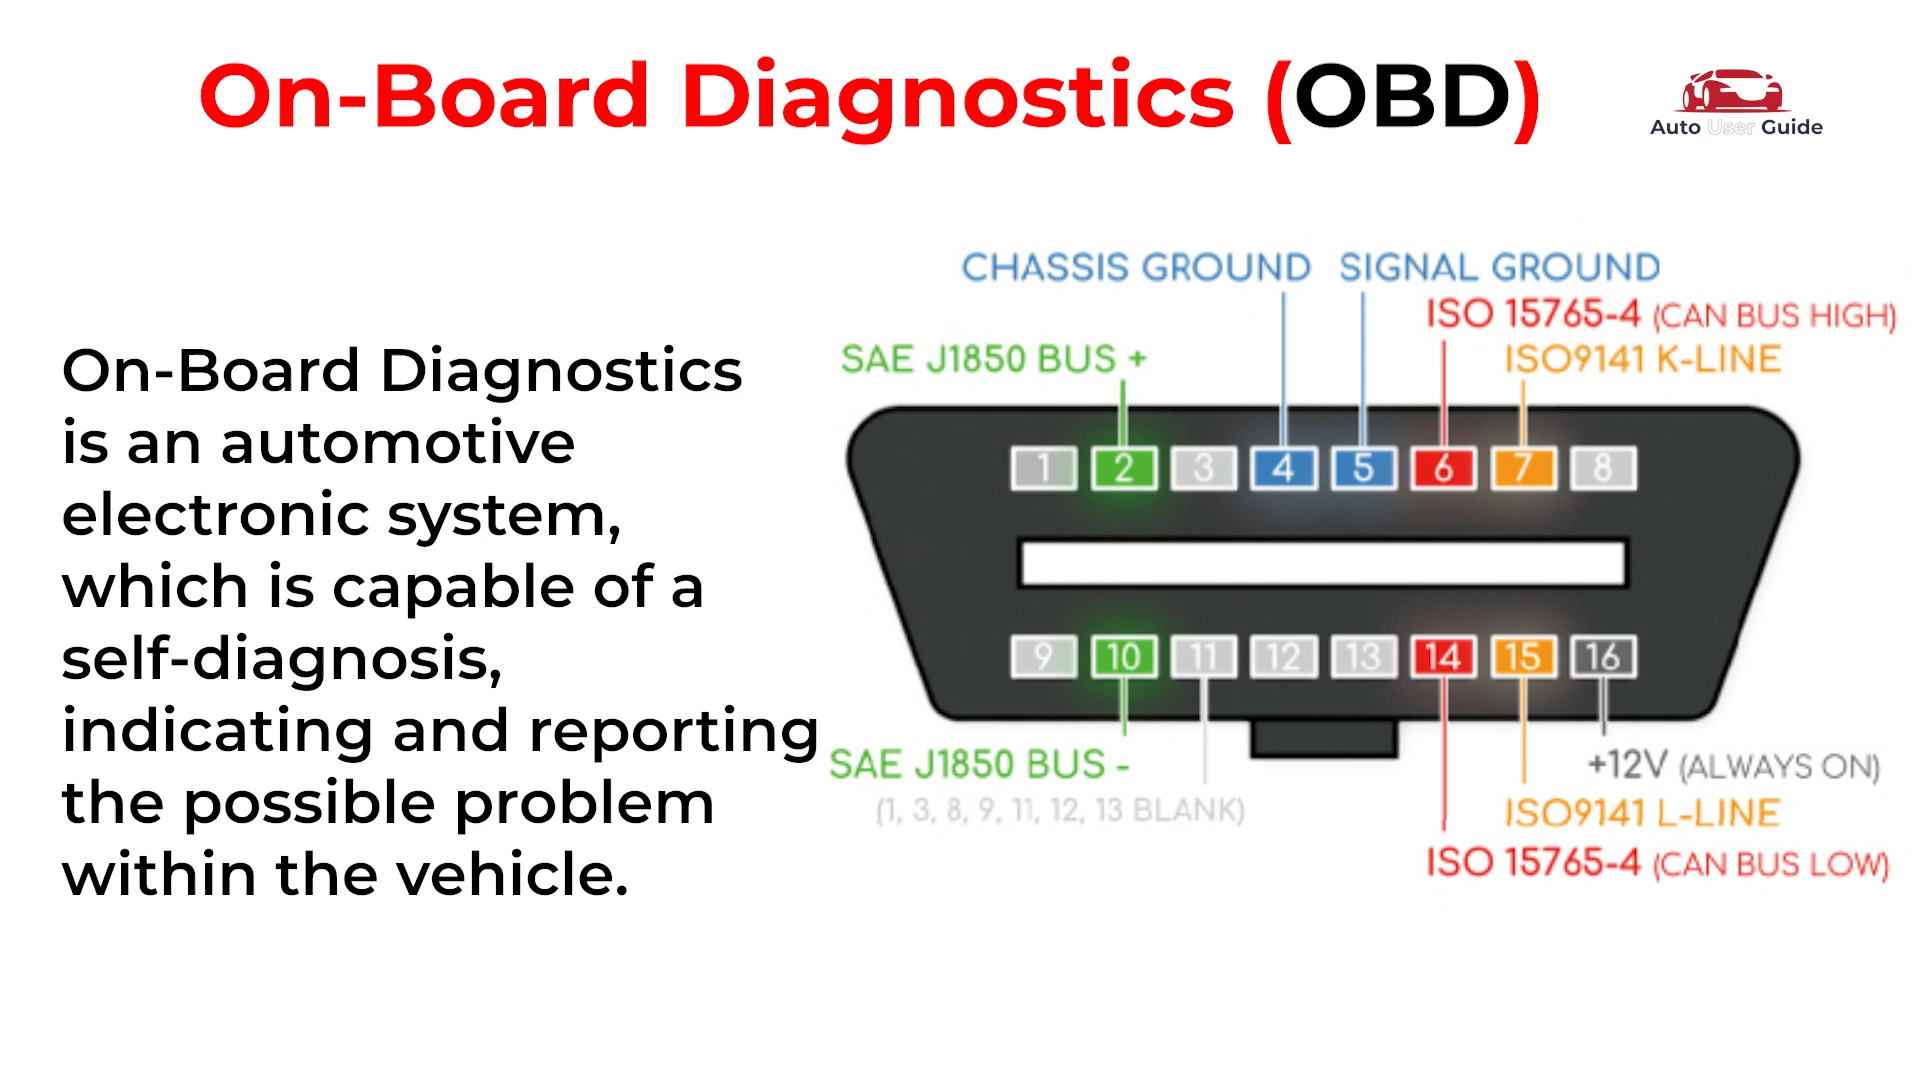 On-Board Diagnostics (OBD)
Auto User Guide
On-Board Diagnostics
is an automotive
electronic system,
which is capable of a
self-diagnosis,
indicating and reporting
the possible problem
within the vehicle.
CHASSIS GROUND
SIGNAL GROUND
ISO 15765-4 (CAN BUS HIGH)
SAE J1850 BUS +
ISO9141 K-LINE
1 2 3 4 5 6 7 8
9 10 11 12 13 14 15 16
SAE J1850 BUS -
+12V (ALWAYS ON)
(1, 3, 8, 9, 11, 12, 13 BLANK)
ISO9141 L-LINE
ISO 15765-4 (CAN BUS LOW)